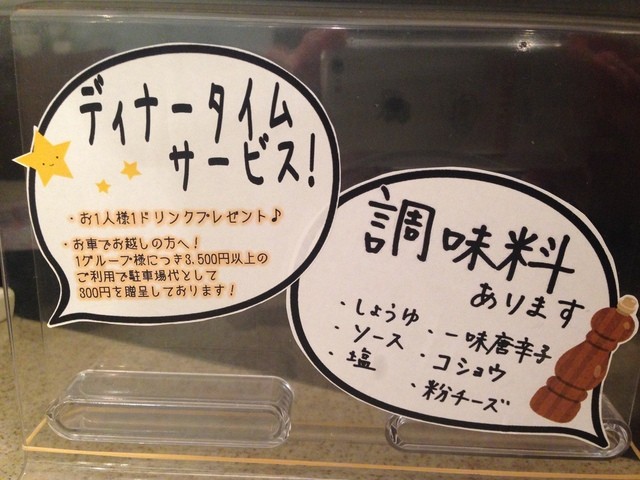 ディナータイム
サービス!
・お1人様1ドリンクプレゼント♪
・お車でお越しの方へ!
1グループ様につき3,500円以上の
ご利用で駐車場代として
300円を贈呈しております!
調味料
あります
・しょうゆ
・ソース
・塩
・一味唐辛子
・コショウ
・粉チーズ